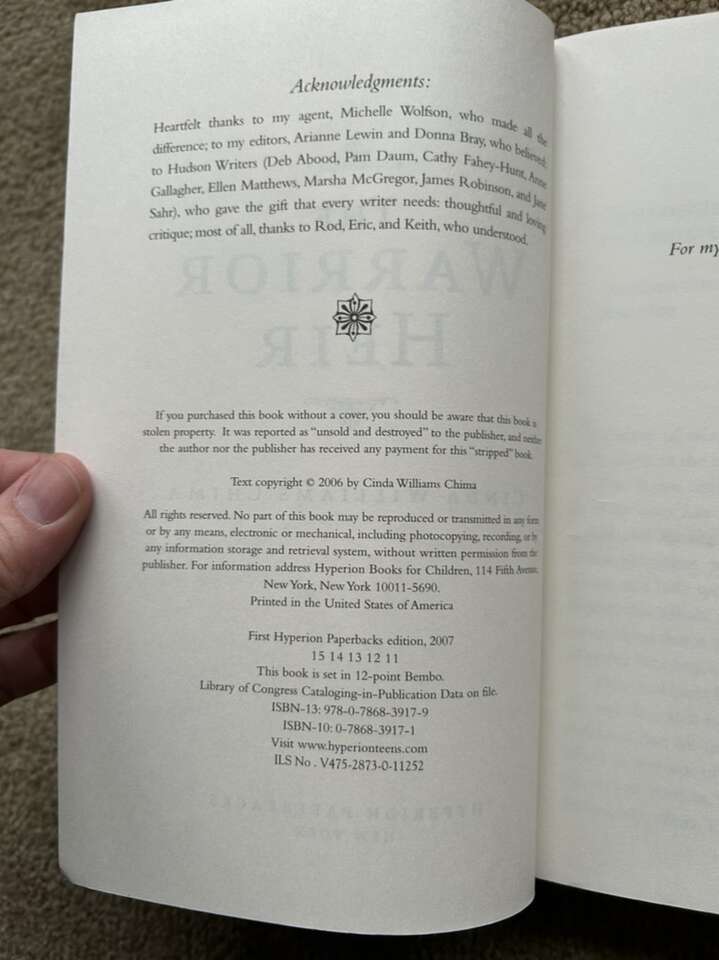 Acknowledgments:
Heartfelt thanks to my agent, Michelle Wolfson, who made all the
difference; to my editors, Arianne Lewin and Donna Bray, who believed;
to Hudson Writers (Deb Abood, Pam Daum, Cathy Fahey-Hunt, Anne
Gallagher, Ellen Matthews, Marsha McGregor, James Robinson, and Jane
Sahr), who gave the gift that every writer needs: thoughtful and loving
critique; most of all, thanks to Rod, Eric, and Keith, who understood.
WARRIOR
HEIR
If you purchased this book without a cover, you should be aware that this book is
stolen property. It was reported as "unsold and destroyed" to the publisher, and neither
the author nor the publisher has received any payment for this "stripped" book.
Text copyright © 2006 by Cinda Williams Chima
All rights reserved. No part of this book may be reproduced or transmitted in any form
or by any means, electronic or mechanical, including photocopying, recording, or by
any information storage and retrieval system, without written permission from the
publisher. For information address Hyperion Books for Children, 114 Fifth Avenue,
New York, New York 10011-5690.
Printed in the United States of America
First Hyperion Paperbacks edition, 2007
15 14 13 12 11
This book is set in 12-point Bembo.
Library of Congress Cataloging-in-Publication Data on file.
ISBN-13: 978-0-7868-3917-9
ISBN-10: 0-7868-3917-1
Visit www.hyperionteens.com
ILS No . V475-2873-0-11252
HYPERION PAPERBACKS
NEW YORK
For my